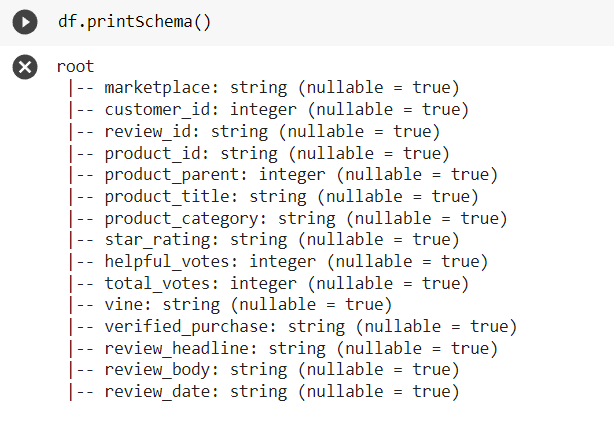 df.printSchema()
root
|-- marketplace: string (nullable = true)
|-- customer_id: integer (nullable = true)
|-- review_id: string (nullable = true)
|-- product_id: string (nullable = true)
|-- product_parent: integer (nullable = true)
|-- product_title: string (nullable = true)
|-- product_category: string (nullable = true)
|-- star_rating: string (nullable = true)
|-- helpful_votes: integer (nullable = true)
|-- total_votes: integer (nullable = true)
|-- vine: string (nullable = true)
|-- verified_purchase: string (nullable = true)
|-- review_headline: string (nullable = true)
|-- review_body: string (nullable = true)
|-- review_date: string (nullable = true)